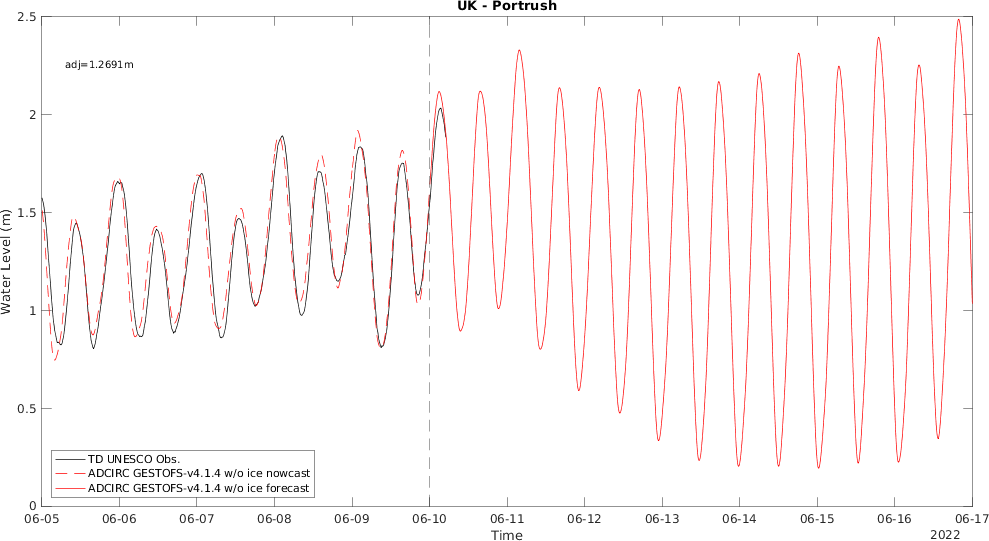 UK - Portrush
adj=1.2691m
Water Level (m)
2.5
2
1.5
1
0.5
0
TD UNESCO Obs.
ADCIRC GESTOFS-v4.1.4 w/o ice nowcast
ADCIRC GESTOFS-v4.1.4 w/o ice forecast
06-05 06-06 06-07 06-08 06-09 06-10 06-11 06-12 06-13 06-14 06-15 06-16 06-17
Time
2022